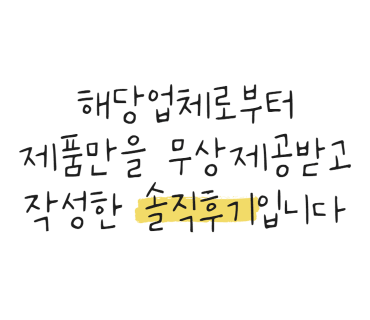 해당업체로부터
제품만을 무상제공받고
작성한 솔직후기입니다